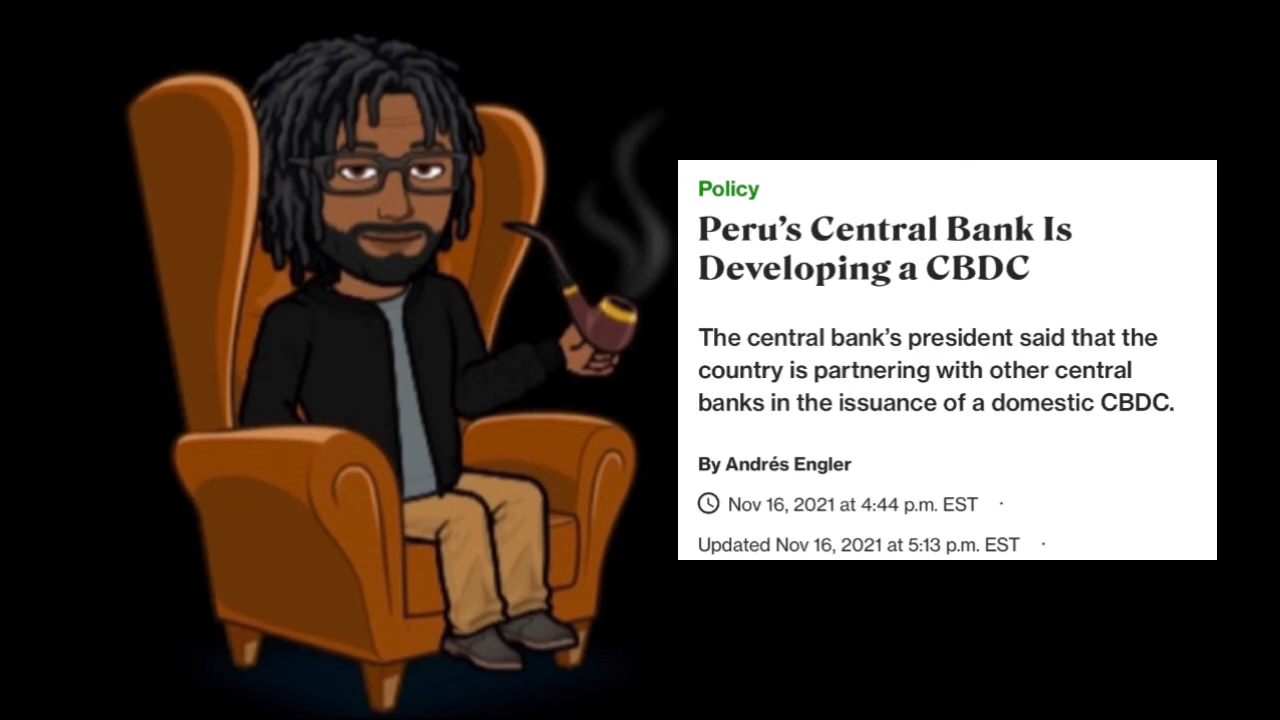 Policy
Peru’s Central Bank Is
Developing a CBDC
The central bank’s president said that the
country is partnering with other central
banks in the issuance of a domestic CBDC.
By Andrés Engler
Nov 16, 2021 at 4:44 p.m. EST ·
Updated Nov 16, 2021 at 5:13 p.m. EST ·